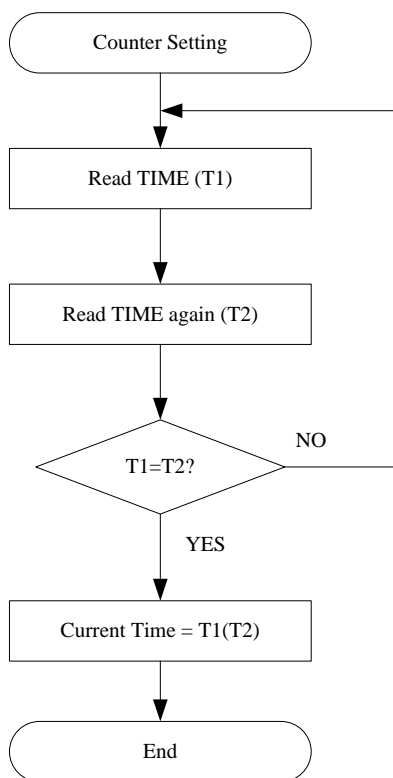 Counter Setting
Read TIME (T1)
Read TIME again (T2)
T1=T2?
NO
YES
Current Time = T1(T2)
End